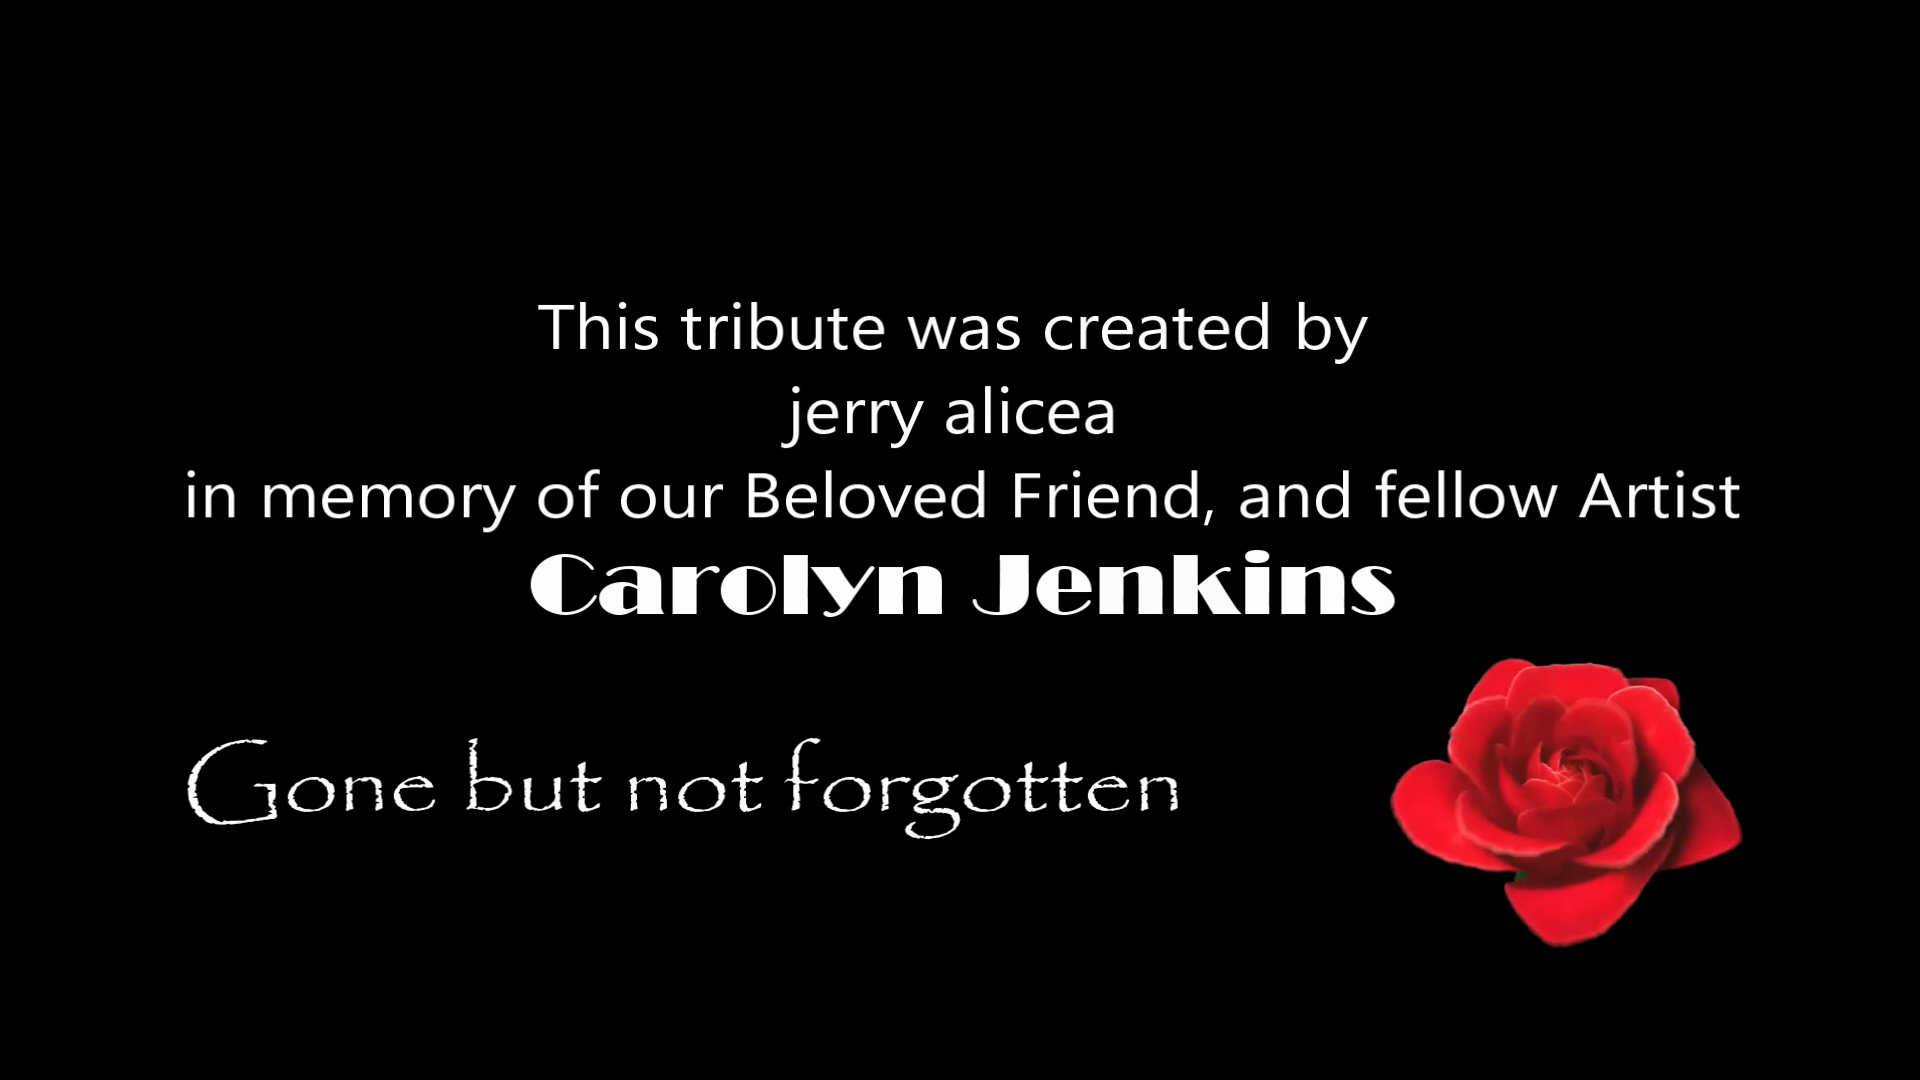 This tribute was created by
jerry alicea
in memory of our Beloved Friend, and fellow Artist
Carolyn Jenkins
Gone but not forgotten